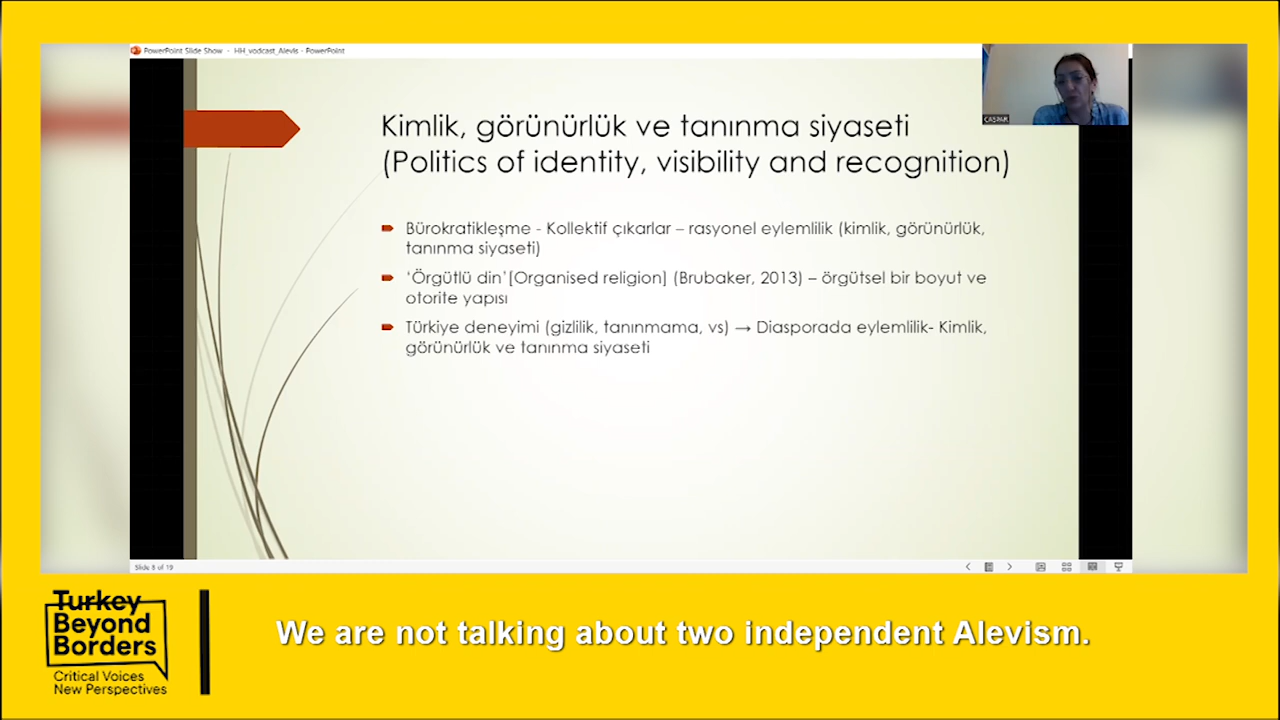 PowerPoint Slide Show - HH_vodcast_Alevis - PowerPoint
CASPAR
Kimlik, görünürlük ve tanınma siyaseti
(Politics of identity, visibility and recognition)
Bürokratikleşme - Kollektif çıkarlar – rasyonel eylemlilik (kimlik, görünürlük,
tanınma siyaseti)
‘Örgütlü din’[Organised religion] (Brubaker, 2013) – örgütsel bir boyut ve
otorite yapısı
Türkiye deneyimi (gizlilik, tanınmama, vs) → Diasporada eylemlilik- Kimlik,
görünürlük ve tanınma siyaseti
Slide 8 of 19
Turkey
Beyond
Borders
Critical Voices
New Perspectives
We are not talking about two independent Alevism.